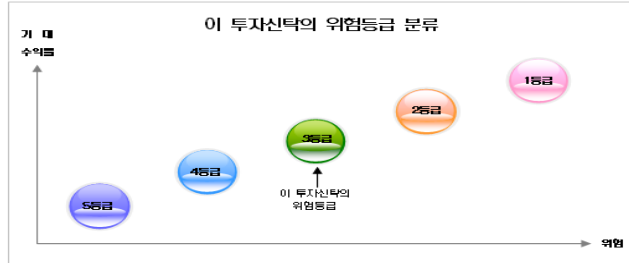 이 투자신탁의 위험등급 분류
기 대
수익률
1등급
2등급
3등급
4등급
5등급
이 투자신탁의
위험등급
위험